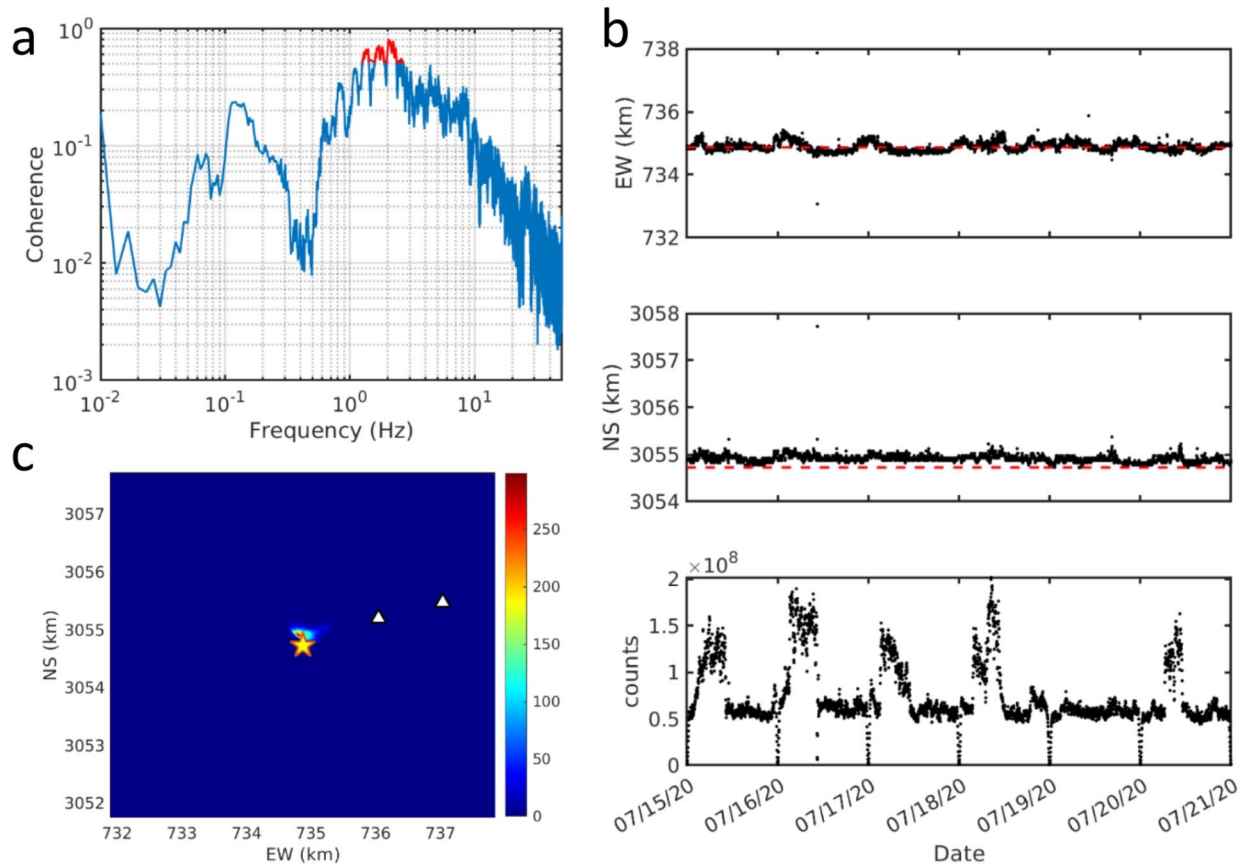 a
10^0
10^-1
10^-2
10^-3
Coherence
10^-2 10^-1 10^0 10^1
Frequency (Hz)
b
738
736
734
732
EW (km)
3058
3057
3056
3055
3054
NS (km)
×10^8
2
1.5
1
0.5
0
counts
07/15/20 07/16/20 07/17/20 07/18/20 07/19/20 07/20/20 07/21/20
Date
c
3057
3056
3055
3054
3053
3052
NS (km)
732 733 734 735 736 737
EW (km)
250
200
150
100
50
0